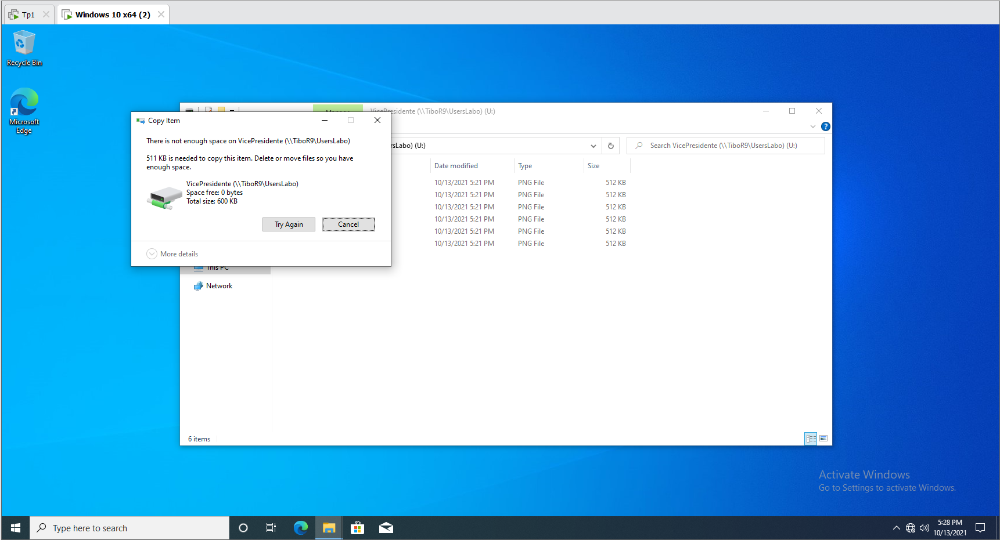 Tp1
Windows 10 x64 (2)
Recycle Bin
Microsoft
Edge
VicePresidente (\\TiboR9\UsersLabo) (U:)
Copy Item
There is not enough space on VicePresidente (\\TiboR9\UsersLabo)
511 KB is needed to copy this item. Delete or move files so you have
enough space.
VicePresidente (\\TiboR9\UsersLabo)
Space free: 0 bytes
Total size: 600 KB
Try Again
Cancel
More details
rsLabo) (U:)
Search VicePresidente (\\TiboR9\UsersLabo) (U:)
Date modified Type Size
10/13/2021 5:21 PM PNG File 512 KB
10/13/2021 5:21 PM PNG File 512 KB
10/13/2021 5:21 PM PNG File 512 KB
10/13/2021 5:21 PM PNG File 512 KB
10/13/2021 5:21 PM PNG File 512 KB
10/13/2021 5:21 PM PNG File 512 KB
This PC
Network
6 items
Activate Windows
Go to Settings to activate Windows.
Type here to search
5:28 PM
10/13/2021